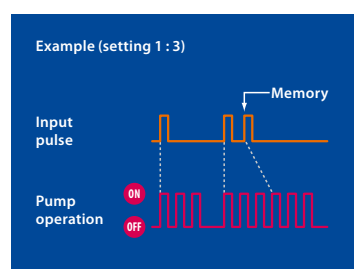 Example (setting 1 : 3)
Memory
Input
pulse
ON
Pump
operation
OFF